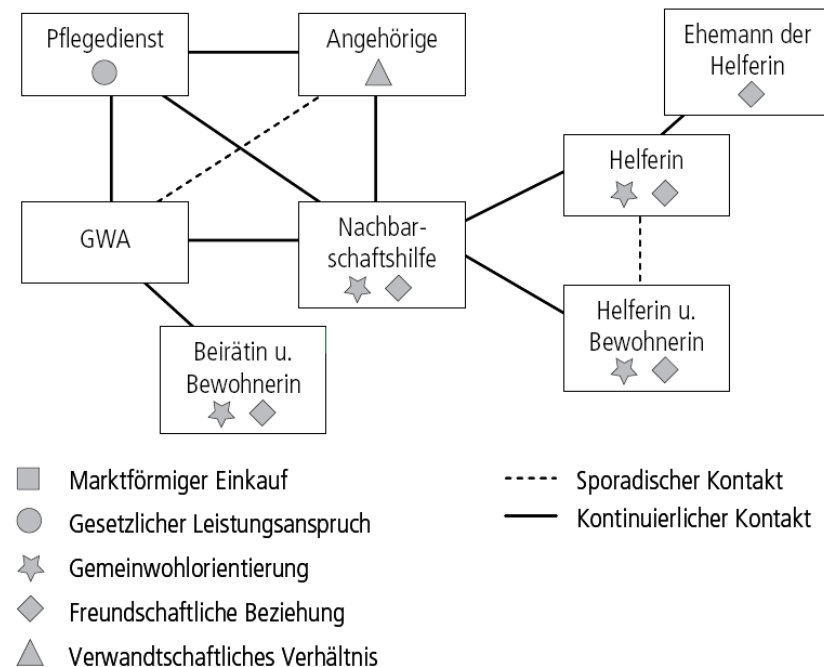 Pflegedienst
Angehörige
Ehemann der
Helferin
Helferin
GWA
Nachbar-
schaftshilfe
Helferin u.
Bewohnerin
Beirätin u.
Bewohnerin
Marktförmiger Einkauf
Gesetzlicher Leistungsanspruch
Gemeinwohlorientierung
Freundschaftliche Beziehung
Verwandtschaftliches Verhältnis
Sporadischer Kontakt
Kontinuierlicher Kontakt